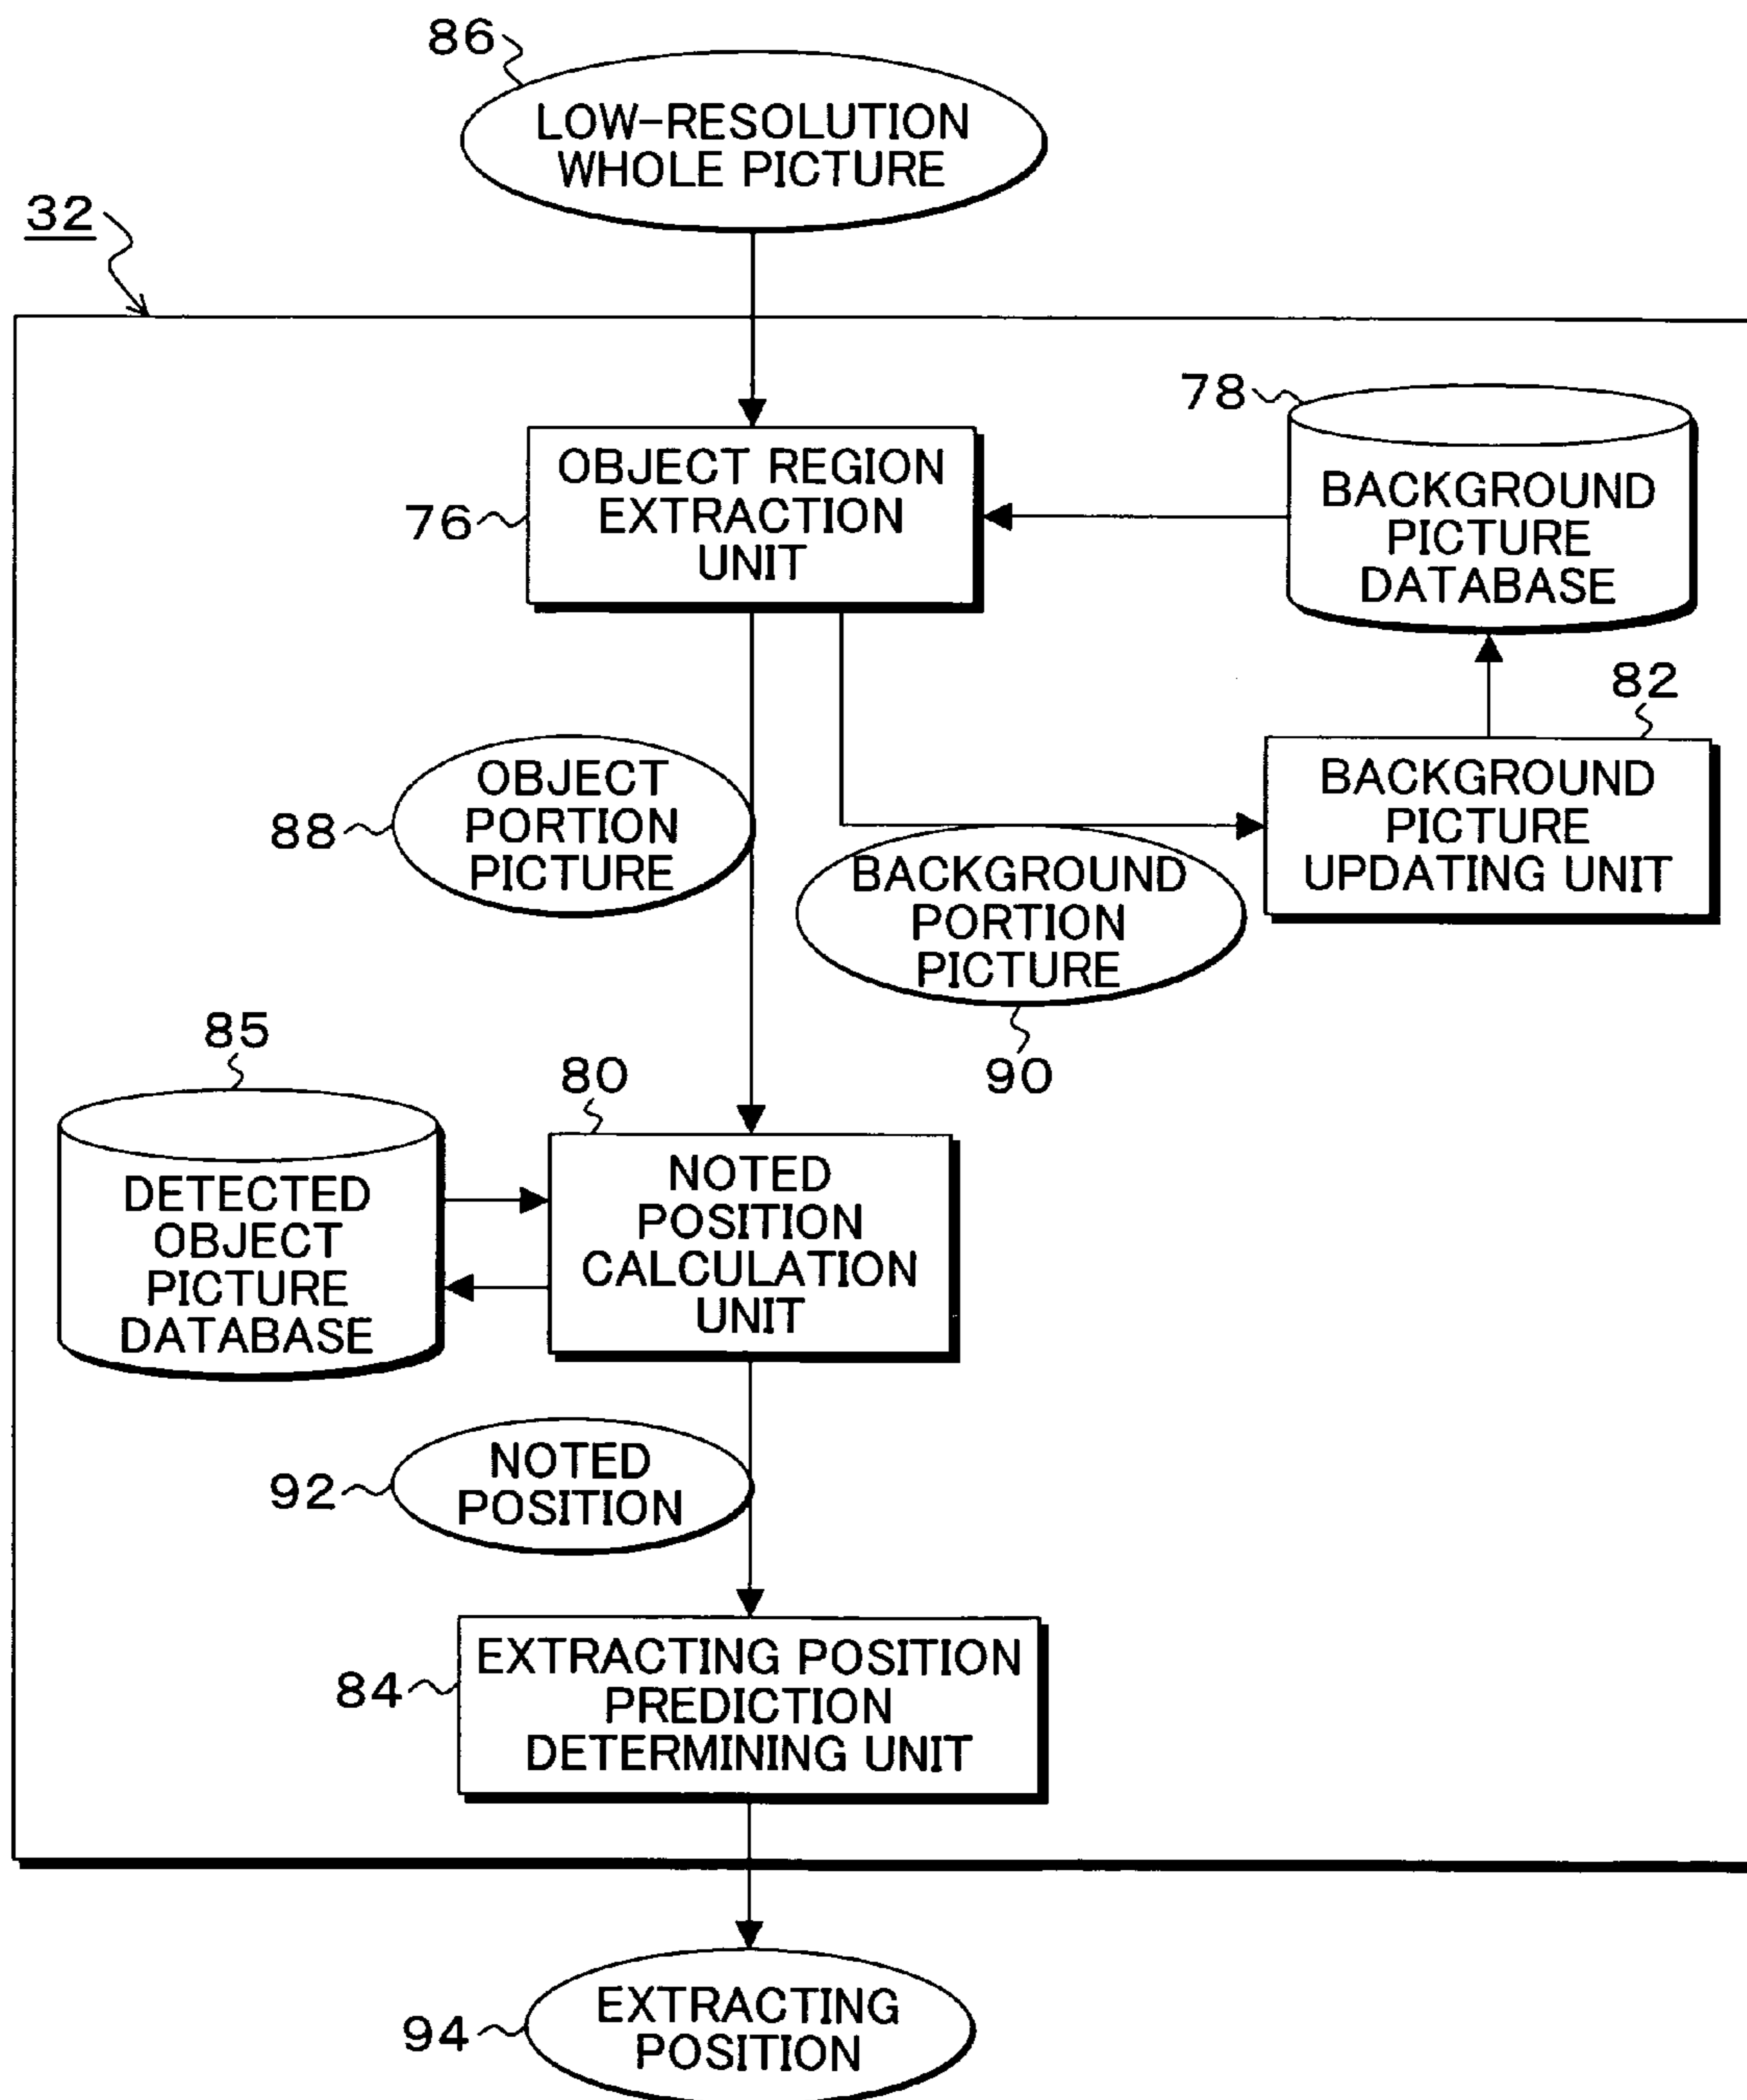 86
LOW-RESOLUTION
WHOLE PICTURE
32
78
OBJECT REGION
EXTRACTION
UNIT
76
BACKGROUND
PICTURE
DATABASE
82
BACKGROUND
PICTURE
UPDATING UNIT
OBJECT
PORTION
PICTURE
88
BACKGROUND
PORTION
PICTURE
90
85
DETECTED
OBJECT
PICTURE
DATABASE
80
NOTED
POSITION
CALCULATION
UNIT
NOTED
POSITION
92
EXTRACTING POSITION
PREDICTION
DETERMINING UNIT
84
EXTRACTING
POSITION
94